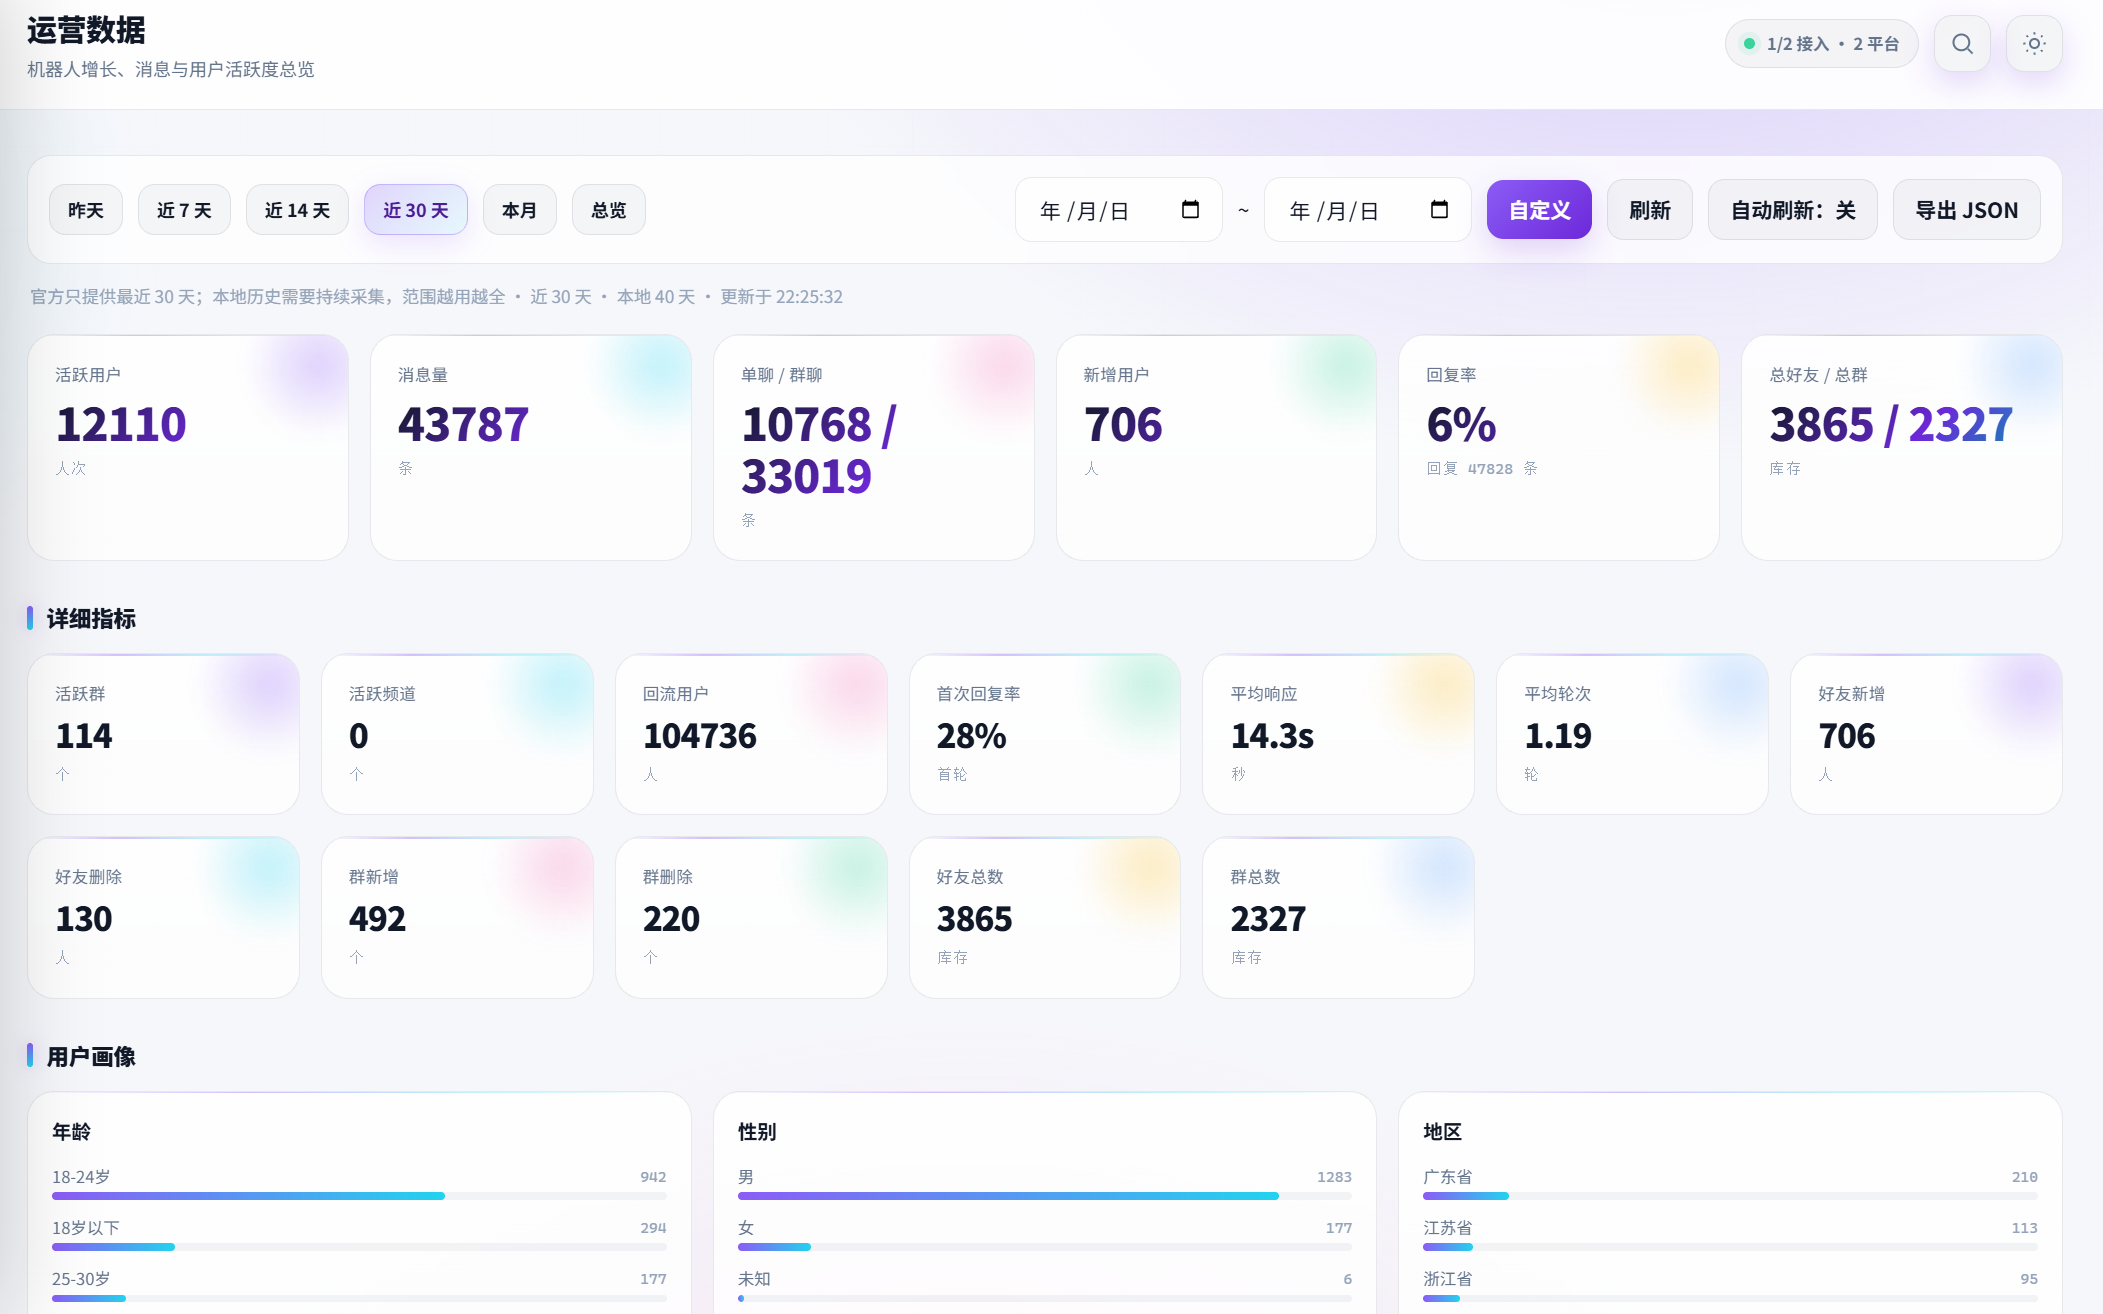 运营数据
机器人增长、消息与用户活跃度总览
1/2 接入 • 2 平台
昨天
近 7 天
近 14 天
近 30 天
本月
总览
年 /月/日
~
年 /月/日
自定义
刷新
自动刷新：关
导出 JSON
官方只提供最近 30 天；本地历史需要持续采集，范围越用越全 • 近 30 天 • 本地 40 天 • 更新于 22:25:32
活跃用户
12110
人次
消息量
43787
条
单聊 / 群聊
10768 /
33019
条
新增用户
706
人
回复率
6%
回复 47828 条
总好友 / 总群
3865 / 2327
库存
详细指标
活跃群
114
个
活跃频道
0
个
回流用户
104736
人
首次回复率
28%
首轮
平均响应
14.3s
秒
平均轮次
1.19
轮
好友新增
706
人
好友删除
130
人
群新增
492
个
群删除
220
个
好友总数
3865
库存
群总数
2327
库存
用户画像
年龄
18-24岁 942
18岁以下 294
25-30岁 177
性别
男 1283
女 177
未知 6
地区
广东省 210
江苏省 113
浙江省 95